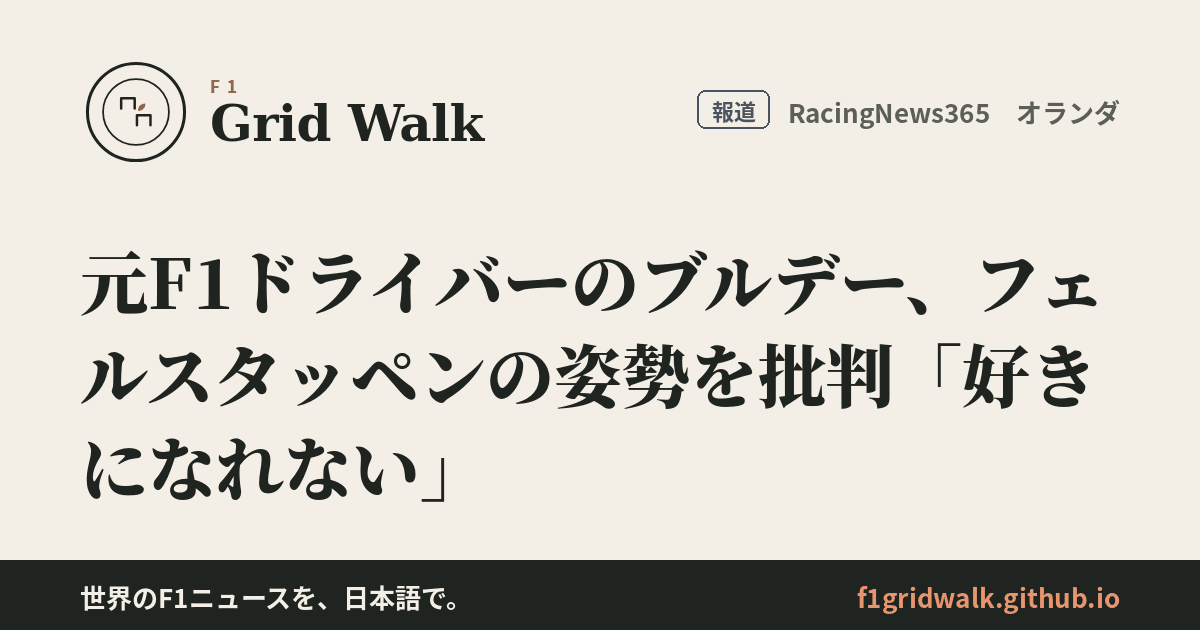 F1
Grid Walk
報道 RacingNews365 オランダ
元F1ドライバーのブルデー、フェ
ルスタッペンの姿勢を批判「好き
になれない」
世界のF1ニュースを、日本語で。
f1gridwalk.github.io